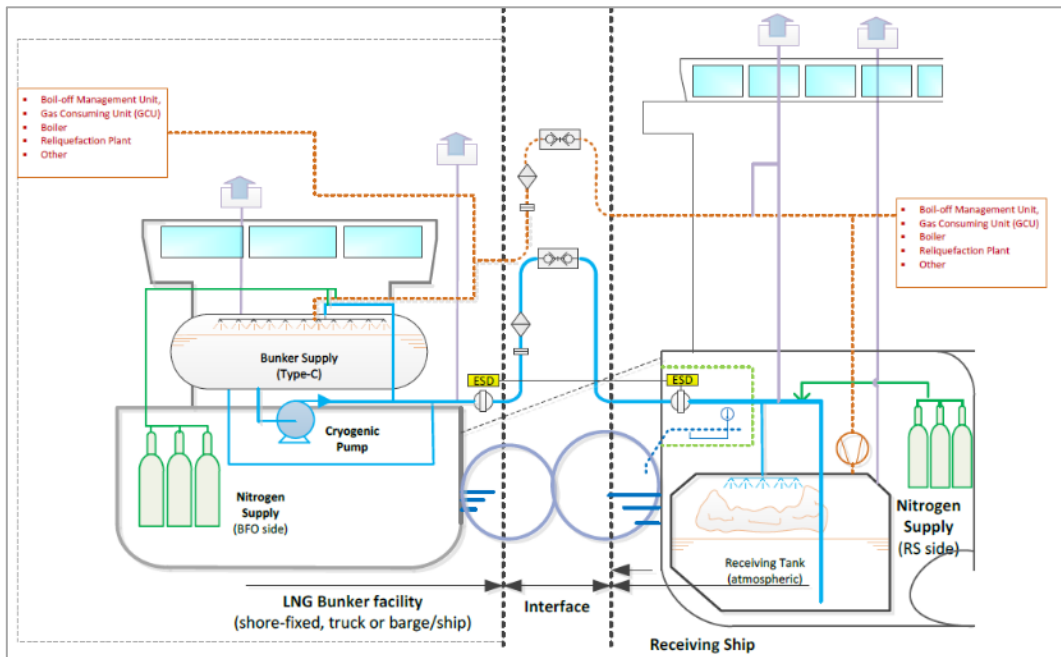 Boil-off Management Unit,
Gas Consuming Unit (GCU)
Boiler
Reliquefaction Plant
Other
Bunker Supply
(Type-C)
Cryogenic
Pump
Nitrogen
Supply
(BFO side)
ESD
ESD
Boil-off Management Unit,
Gas Consuming Unit (GCU)
Boiler
Reliquefaction Plant
Other
Receiving Tank
(atmospheric)
Nitrogen
Supply
(RS side)
LNG Bunker facility
(shore-fixed, truck or barge/ship)
Interface
Receiving Ship